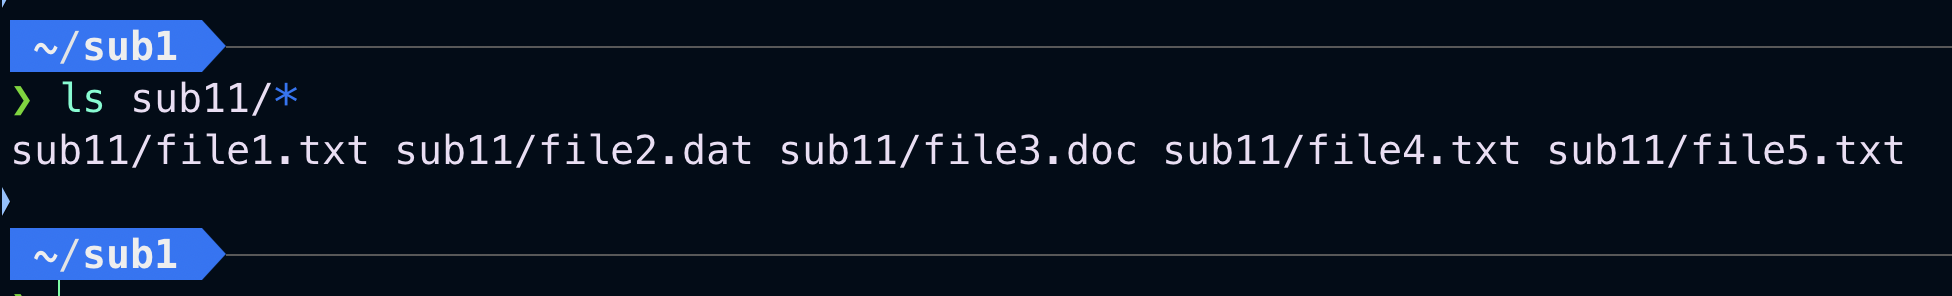 ~/sub1
❯ ls sub11/*
sub11/file1.txt sub11/file2.dat sub11/file3.doc sub11/file4.txt sub11/file5.txt
~/sub1